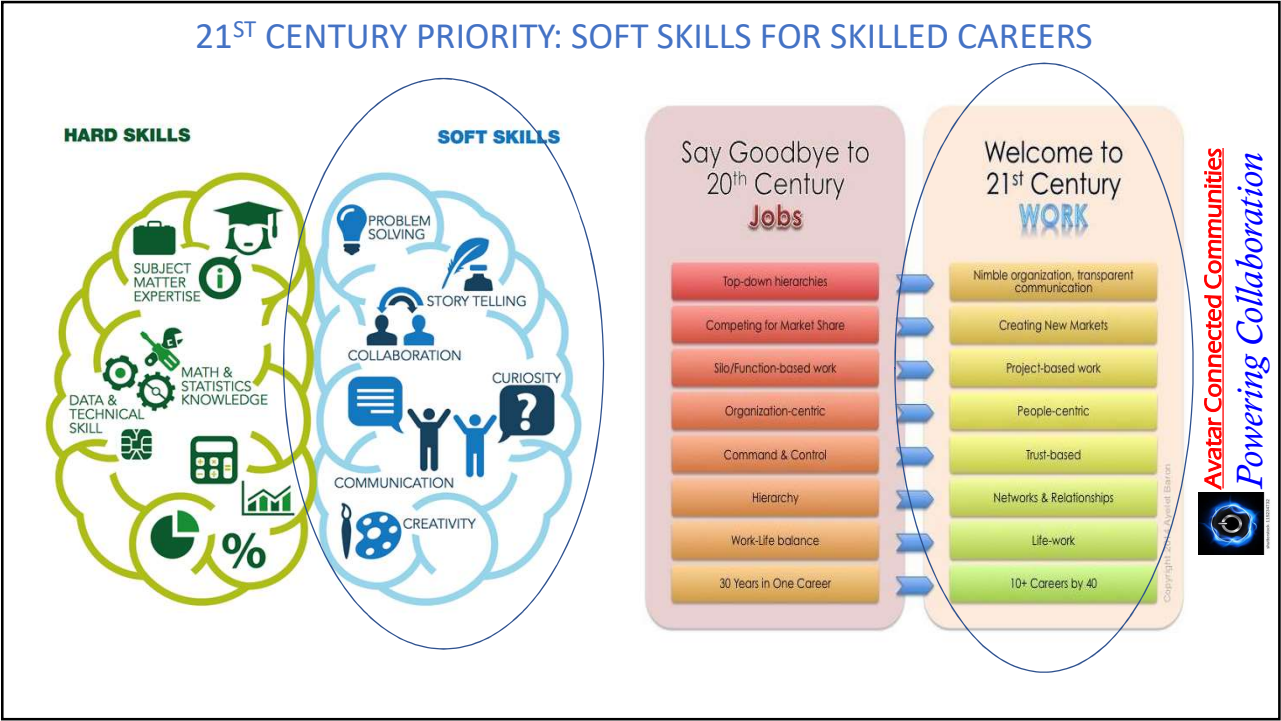 21ST CENTURY PRIORITY: SOFT SKILLS FOR SKILLED CAREERS
HARD SKILLS
SUBJECT
MATTER
EXPERTISE
MATH &
STATISTICS
KNOWLEDGE
DATA &
TECHNICAL
SKILL
%
SOFT SKILLS
PROBLEM
SOLVING
STORY TELLING
COLLABORATION
CURIOSITY
?
COMMUNICATION
CREATIVITY
Say Goodbye to
20th Century
Jobs
Top-down hierarchies
Competing for Market Share
Silo/Function-based work
Organization-centric
Command & Control
Hierarchy
Work-Life balance
30 Years in One Career
Welcome to
21st Century
WORK
Nimble organization, transparent
communication
Creating New Markets
Project-based work
People-centric
Trust-based
Networks & Relationships
Life-work
10+ Careers by 40
Copyright 2014 Ayelet Baron
Avatar Connected Communities
Powering Collaboration